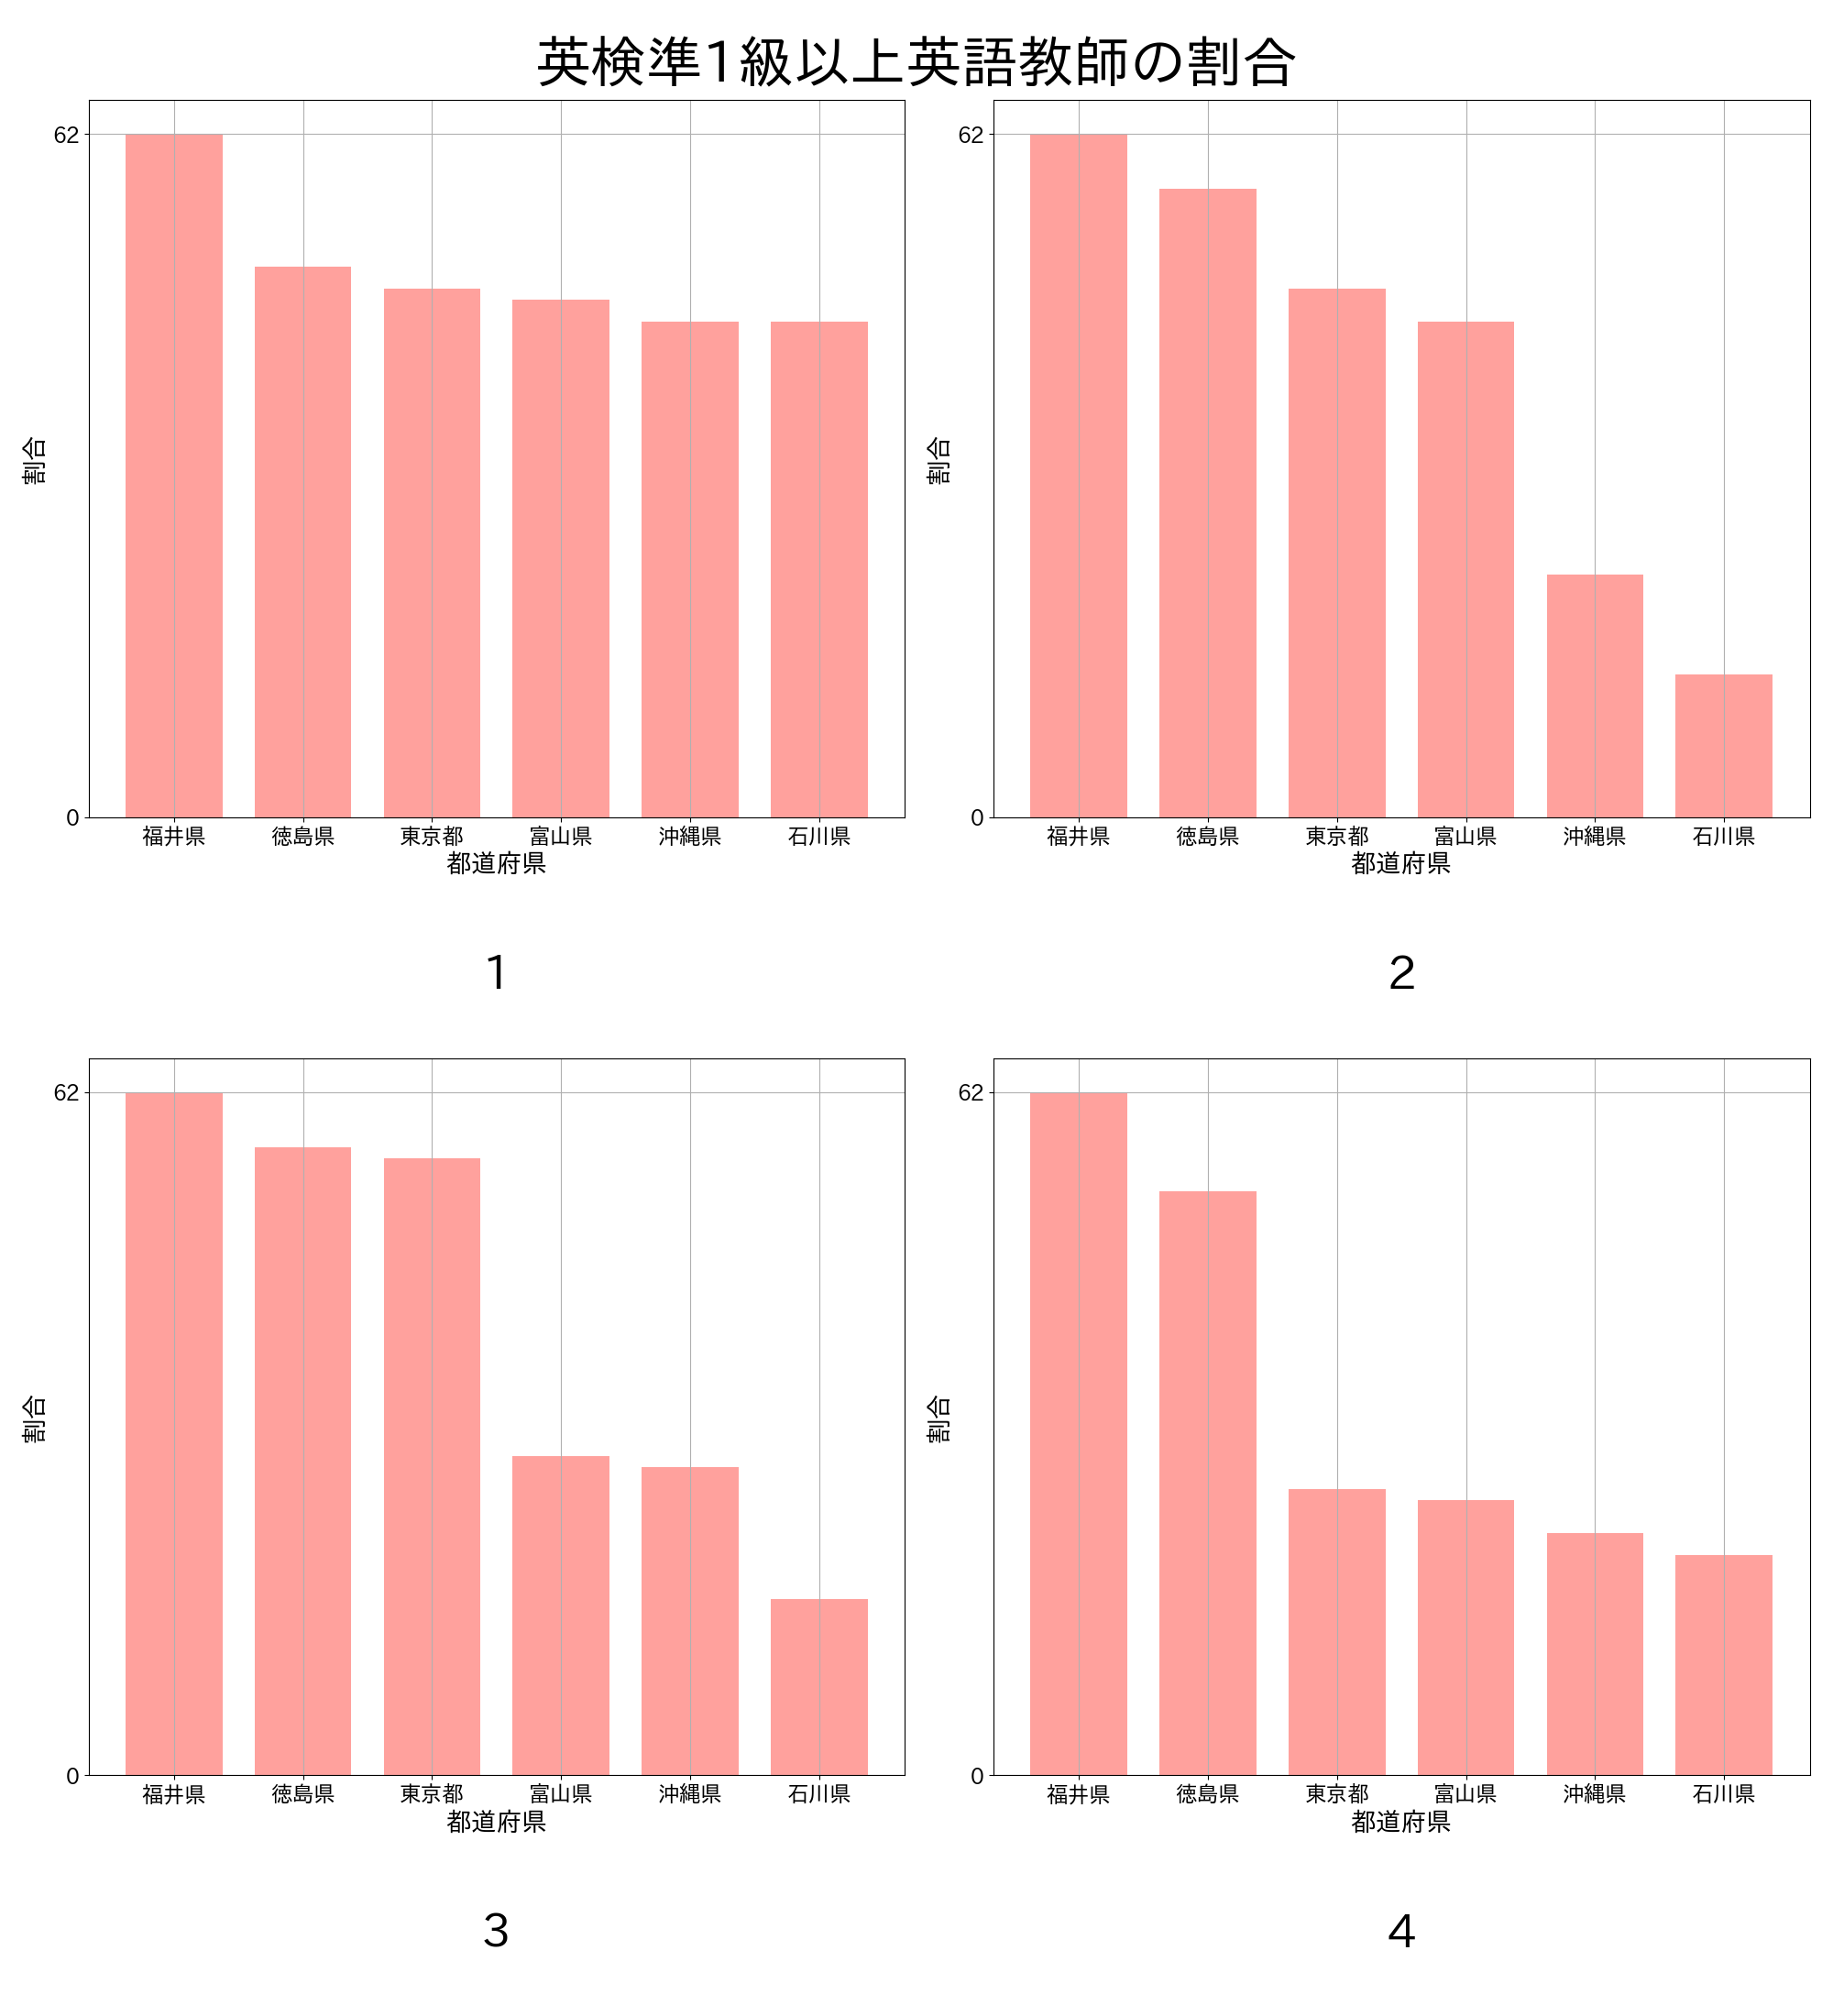 英検準1級以上英語教師の割合
62
0
割合
福井県 徳島県 東京都 富山県 沖縄県 石川県
都道府県
1
62
0
割合
福井県 徳島県 東京都 富山県 沖縄県 石川県
都道府県
2
62
0
割合
福井県 徳島県 東京都 富山県 沖縄県 石川県
都道府県
3
62
0
割合
福井県 徳島県 東京都 富山県 沖縄県 石川県
都道府県
4